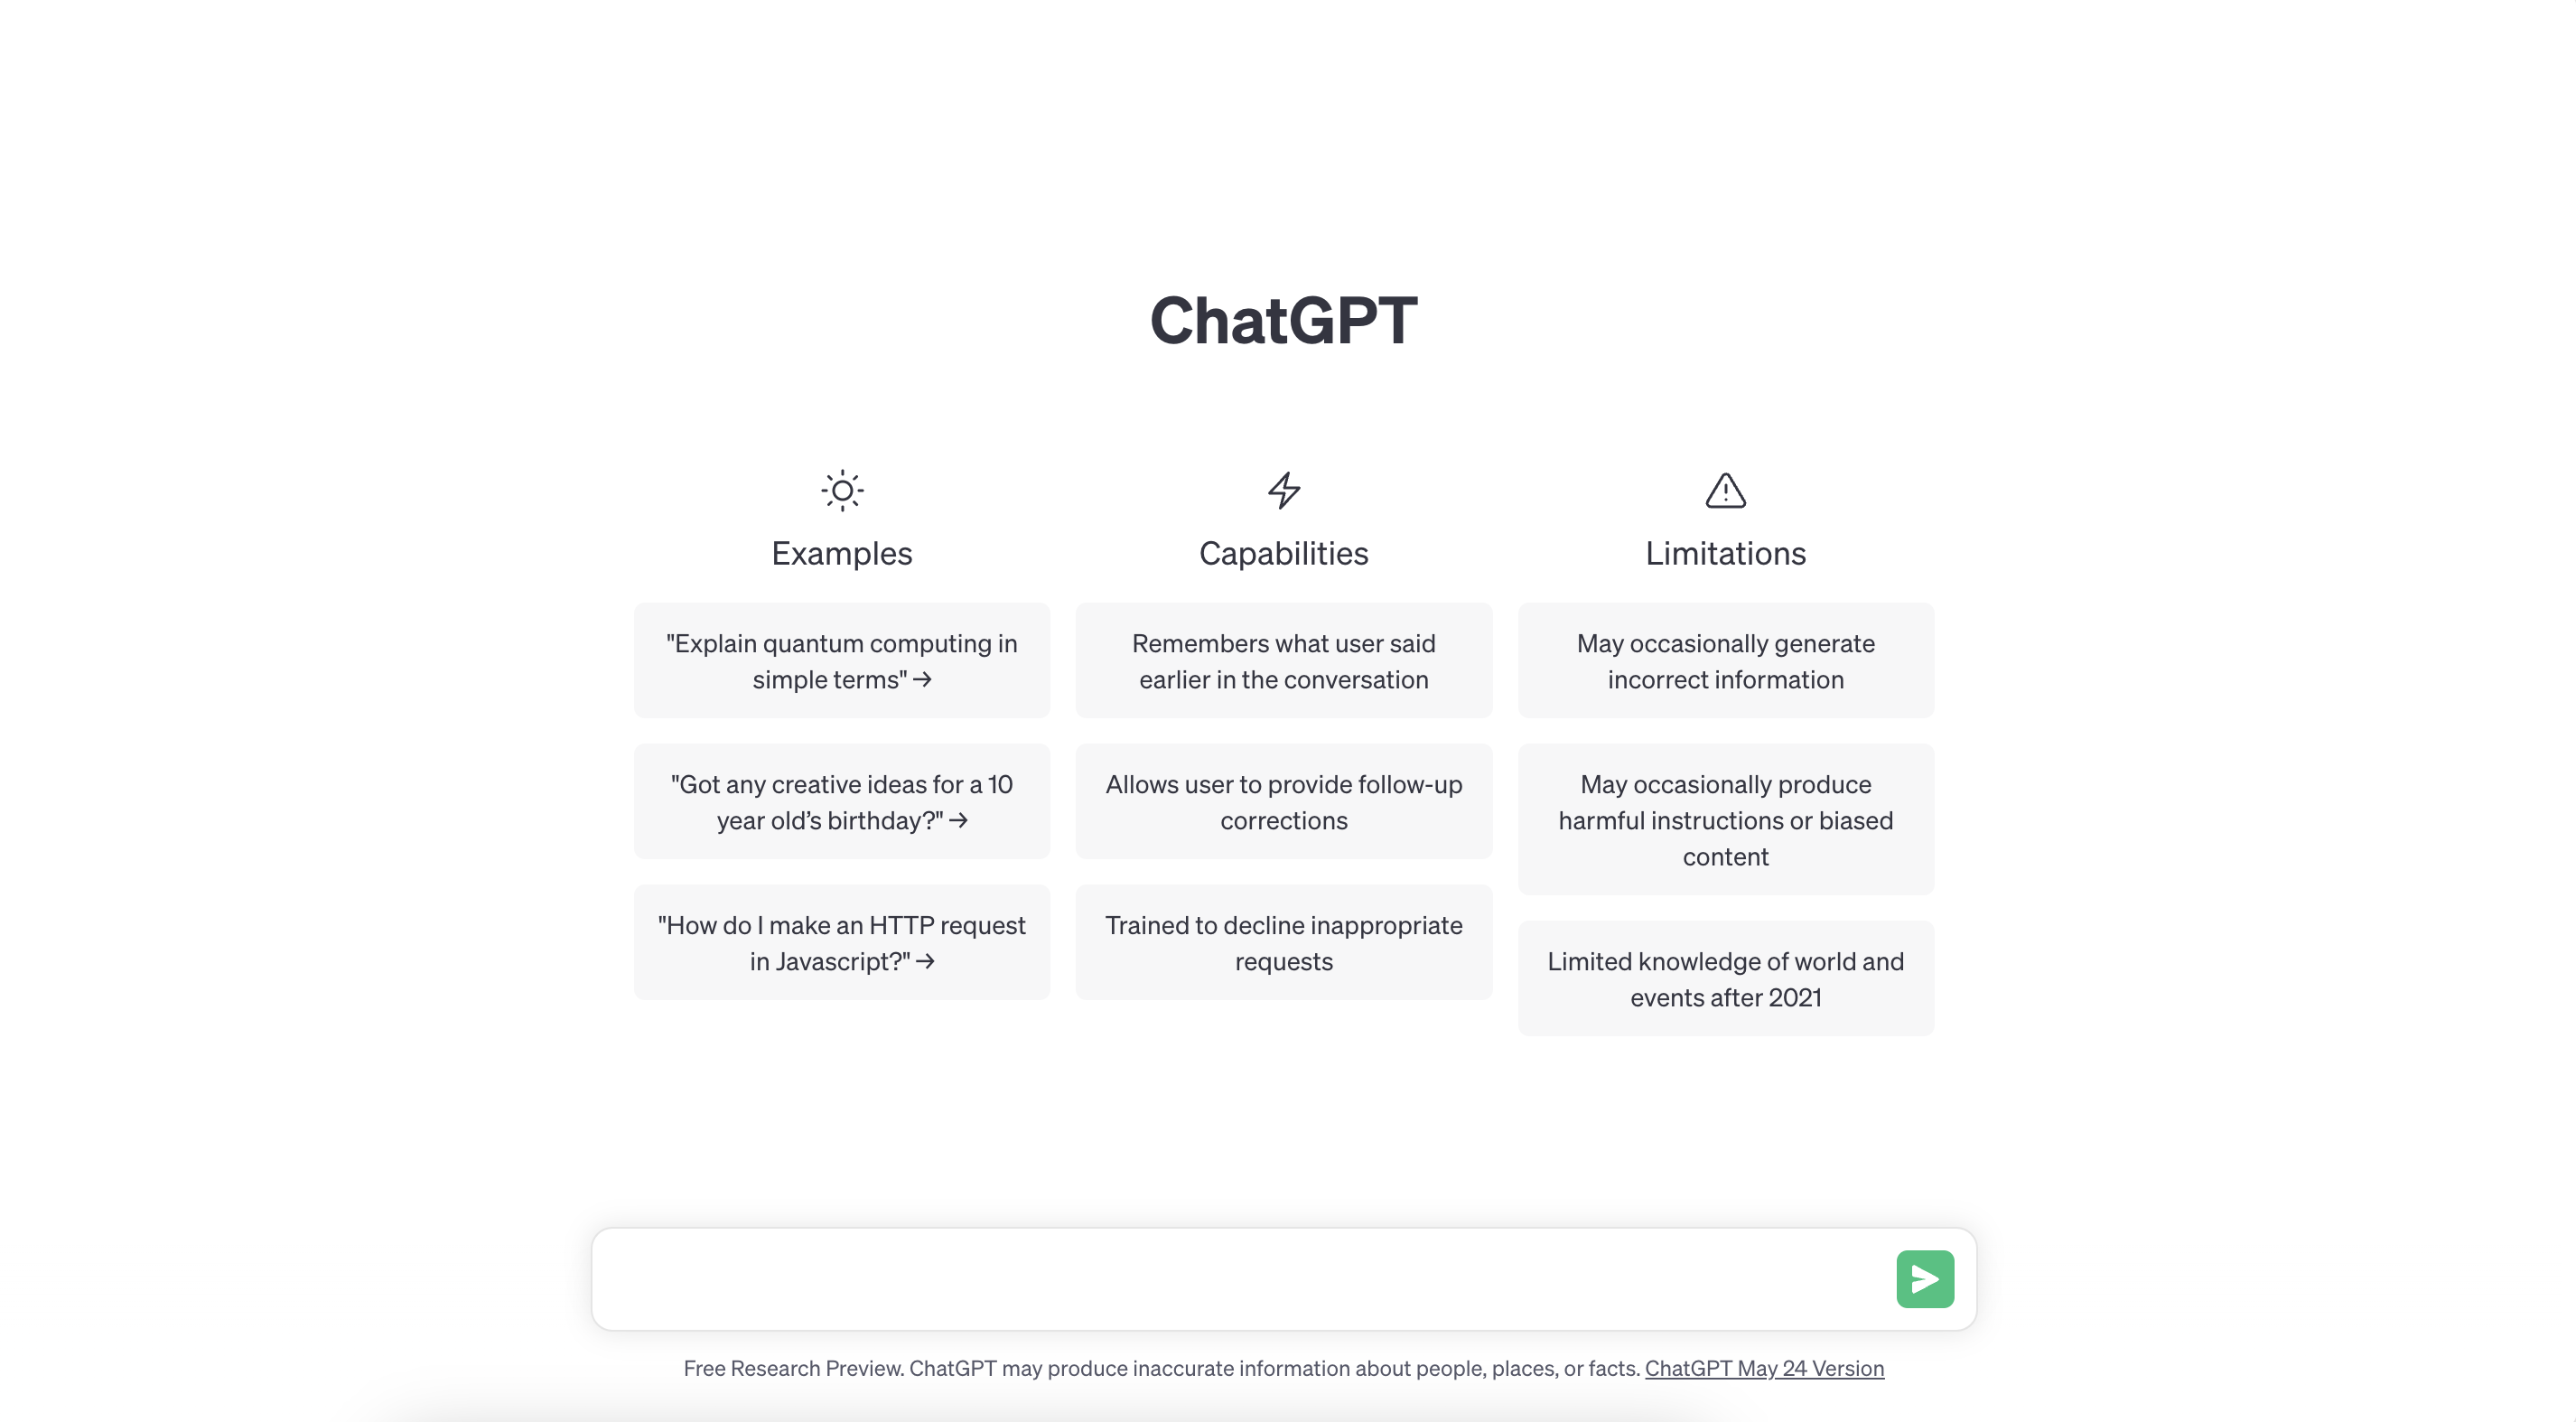 ChatGPT
Examples
"Explain quantum computing in
simple terms" →
"Got any creative ideas for a 10
year old’s birthday?" →
"How do I make an HTTP request
in Javascript?" →
Capabilities
Remembers what user said
earlier in the conversation
Allows user to provide follow-up
corrections
Trained to decline inappropriate
requests
Limitations
May occasionally generate
incorrect information
May occasionally produce
harmful instructions or biased
content
Limited knowledge of world and
events after 2021
Free Research Preview. ChatGPT may produce inaccurate information about people, places, or facts. ChatGPT May 24 Version